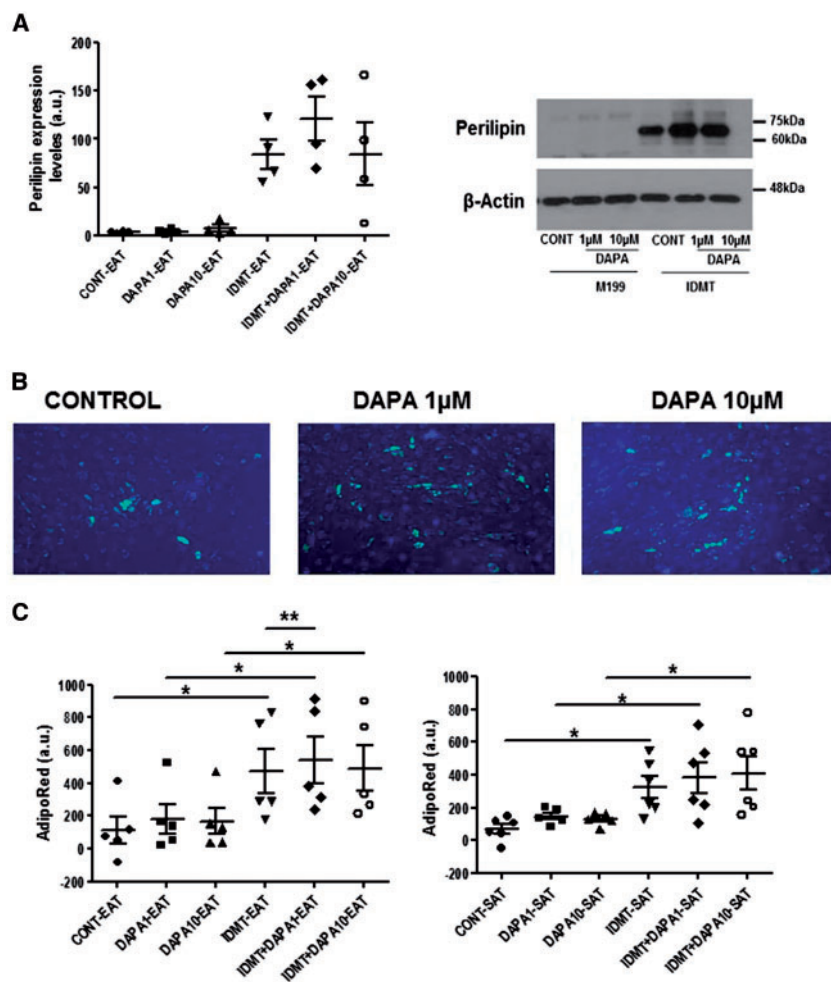 A
Perilipin expression
leveles (a.u.)
200
150
100
50
0
CONT-EAT
DAPA1-EAT
DAPA10-EAT
IDMT-EAT
IDMT+DAPA1-EAT
IDMT+DAPA10-EAT
Perilipin
75kDa
60kDa
β-Actin
48kDa
CONT 1µM 10µM CONT 1µM 10µM
DAPA DAPA
M199 IDMT
B
CONTROL DAPA 1µM DAPA 10µM
C
**
*
*
*
AdipoRed (a.u.)
1000
800
600
400
200
0
-200
CONT-EAT
DAPA1-EAT
DAPA10-EAT
IDMT-EAT
IDMT+DAPA1-EAT
IDMT+DAPA10-EAT
*
*
*
AdipoRed (a.u.)
1000
800
600
400
200
0
-200
CONT-SAT
DAPA1-SAT
DAPA10-SAT
IDMT-SAT
IDMT+DAPA1-SAT
IDMT+DAPA10-SAT